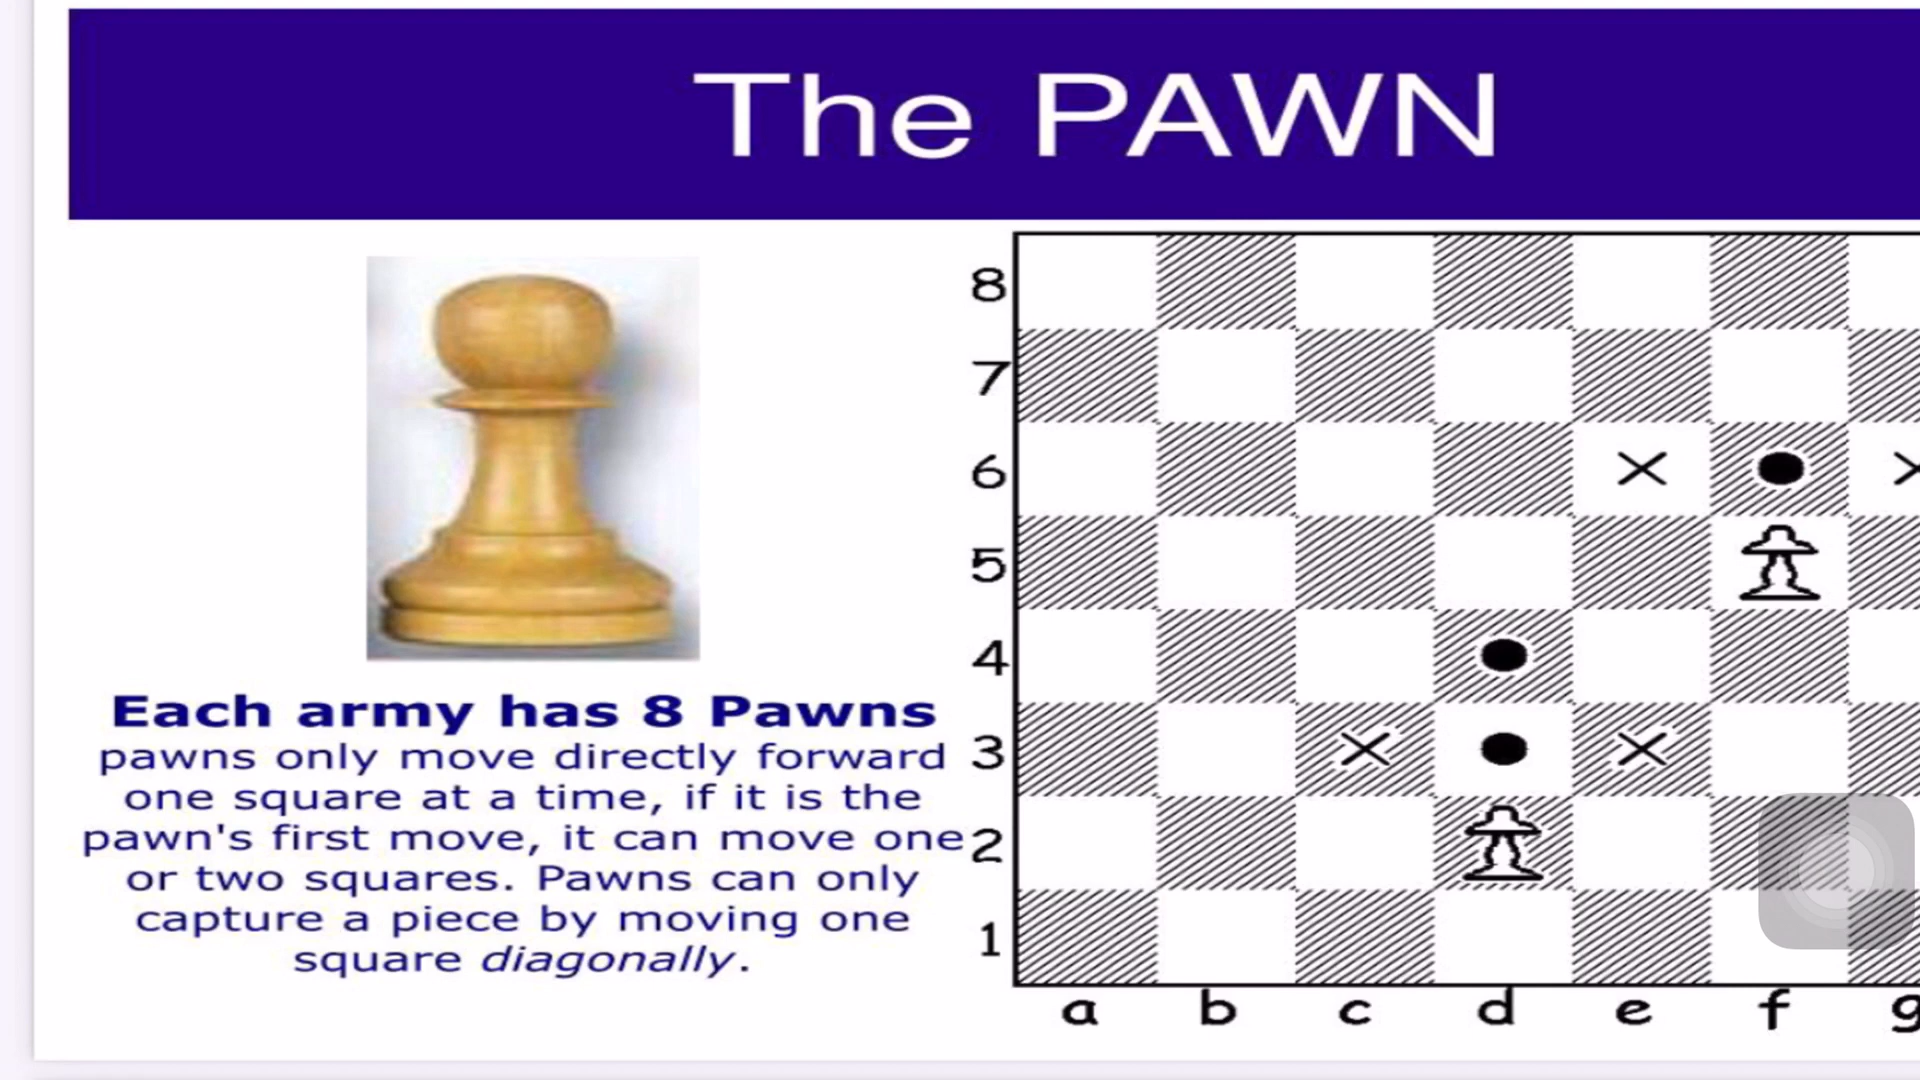 The PAWN
Each army has 8 Pawns
pawns only move directly forward
one square at a time, if it is the
pawn's first move, it can move one
or two squares. Pawns can only
capture a piece by moving one
square diagonally.
8
7
6
5
4
3
2
1
a b c d e f g